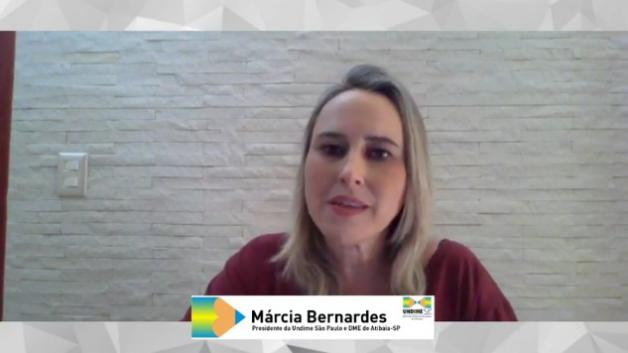 Márcia Bernardes
Presidente da Undime São Paulo e DME de Atibaia-SP
UNDIME